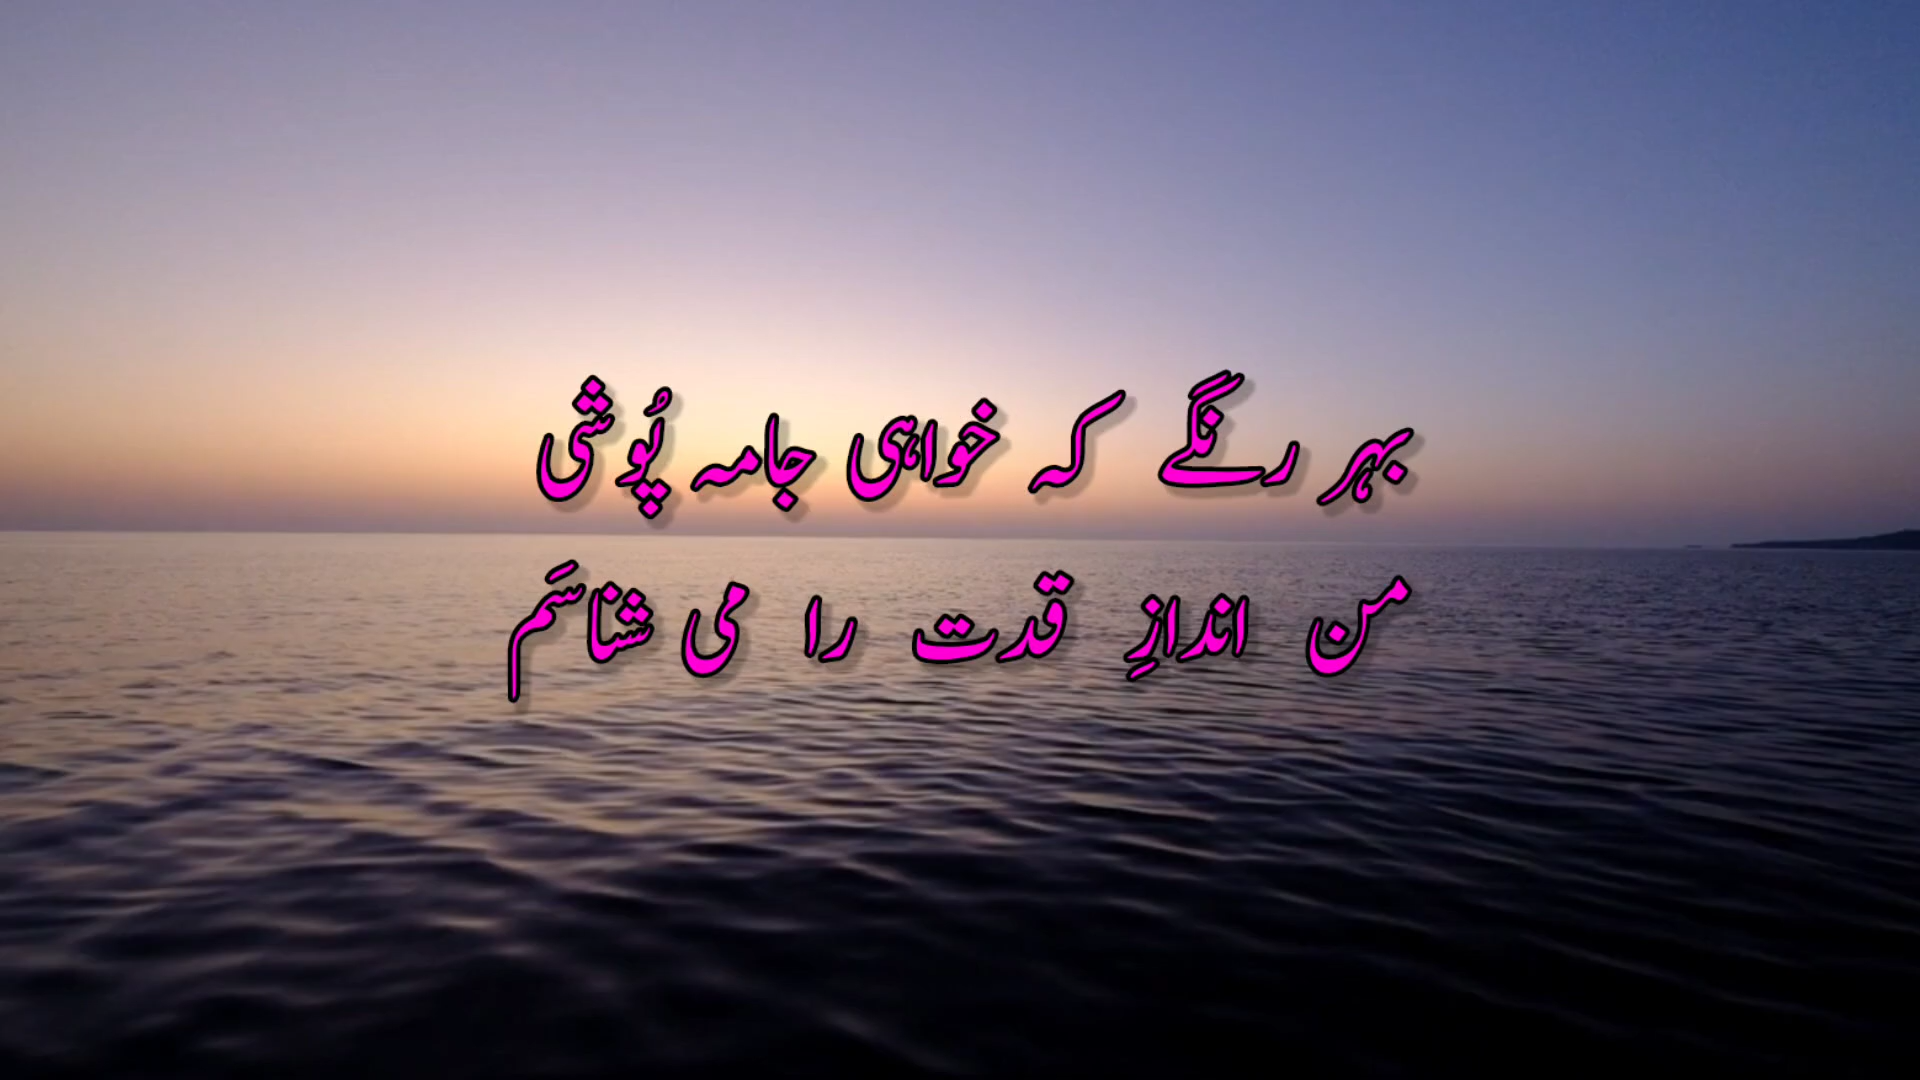 بہر رنگے کہ خواہی جامہ پُوشی
من اندازِ قدت را می شناسَم